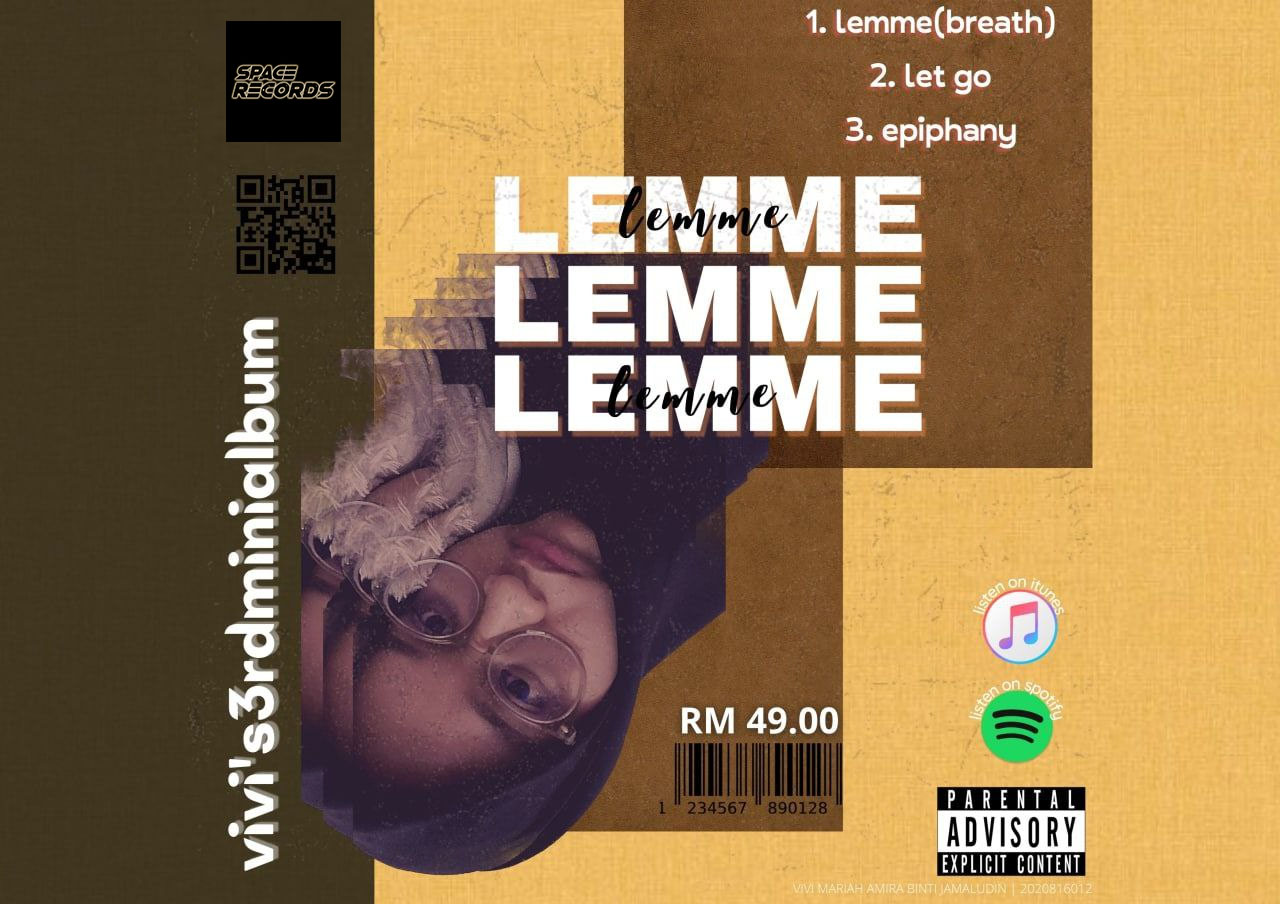 SPACE
RECORDS
vivi's3rdminialbum
1. lemme(breath)
2. let go
3. epiphany
LEMME
lemme
LEMME
LEMME
lemme
listen on itunes
listen on spotify
RM 49.00
1 234567 890128
PARENTAL
ADVISORY
EXPLICIT CONTENT
VIVI MARIAH AMIRA BINTI JAMALUDIN | 2020816012